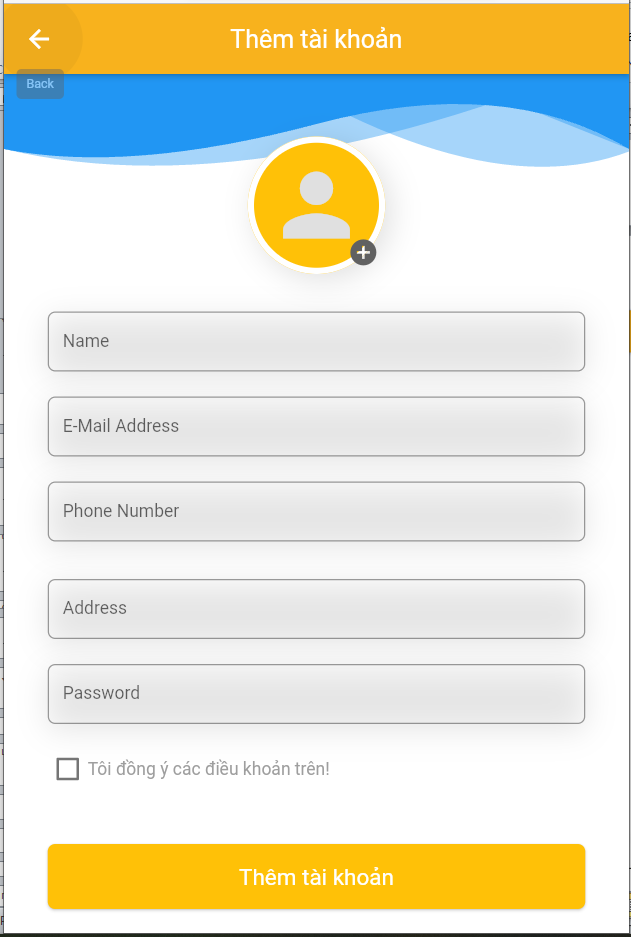 Thêm tài khoản
Back
Name
E-Mail Address
Phone Number
Address
Password
Tôi đồng ý các điều khoản trên!
Thêm tài khoản